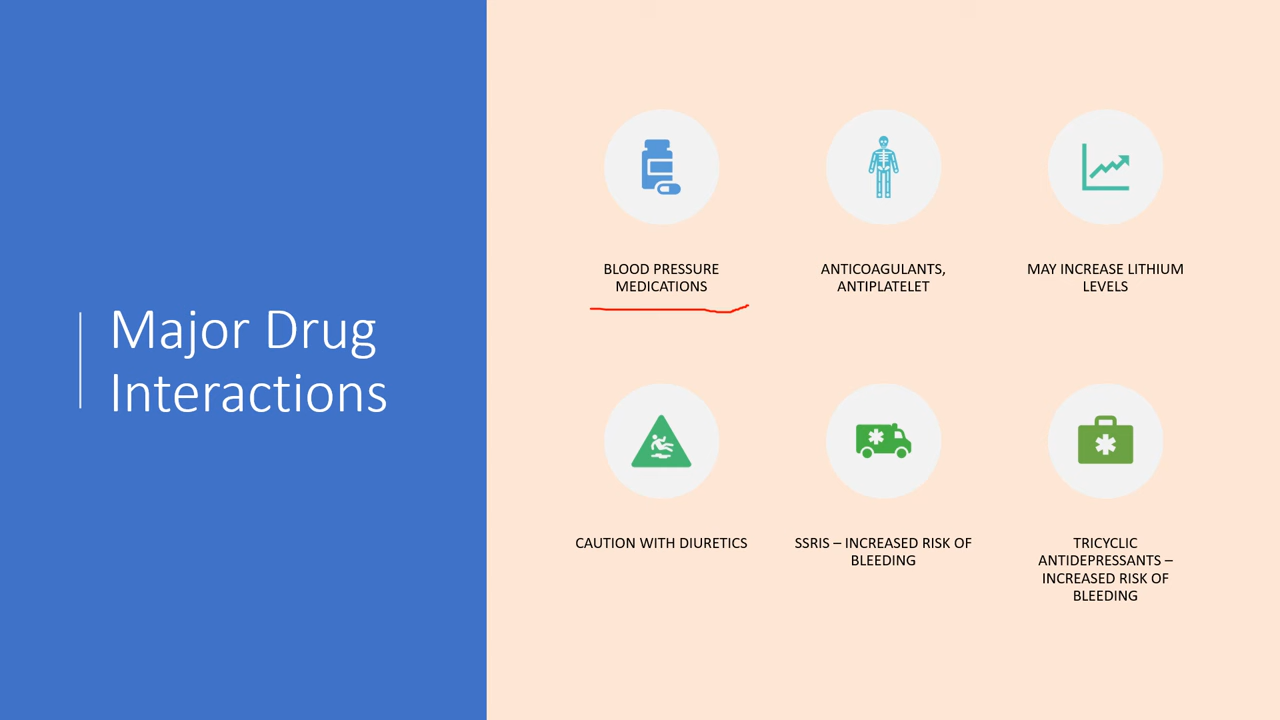 Major Drug
Interactions
BLOOD PRESSURE
MEDICATIONS
ANTICOAGULANTS,
ANTIPLATELET
MAY INCREASE LITHIUM
LEVELS
CAUTION WITH DIURETICS
SSRIS – INCREASED RISK OF
BLEEDING
TRICYCLIC
ANTIDEPRESSANTS –
INCREASED RISK OF
BLEEDING